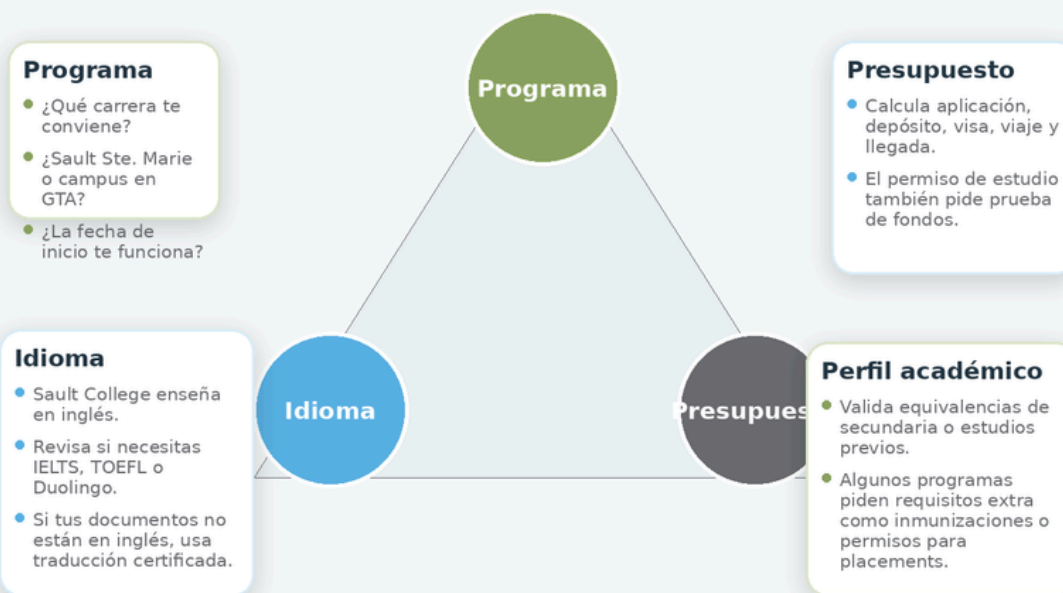 Programa
¿Qué carrera te
conviene?
¿Sault Ste. Marie
o campus en
GTA?
¿La fecha de
inicio te funciona?
Programa
Presupuesto
Calcula aplicación,
depósito, visa, viaje y
llegada.
El permiso de estudio
también pide prueba
de fondos.
Idioma
Sault College enseña
en inglés.
Revisa si necesitas
IELTS, TOEFL o
Duolingo.
Si tus documentos no
están en inglés, usa
traducción certificada.
Idioma
Presupues
Perfil académico
Valida equivalencias de
secundaria o estudios
previos.
Algunos programas
piden requisitos extra
como inmunizaciones o
permisos para
placements.